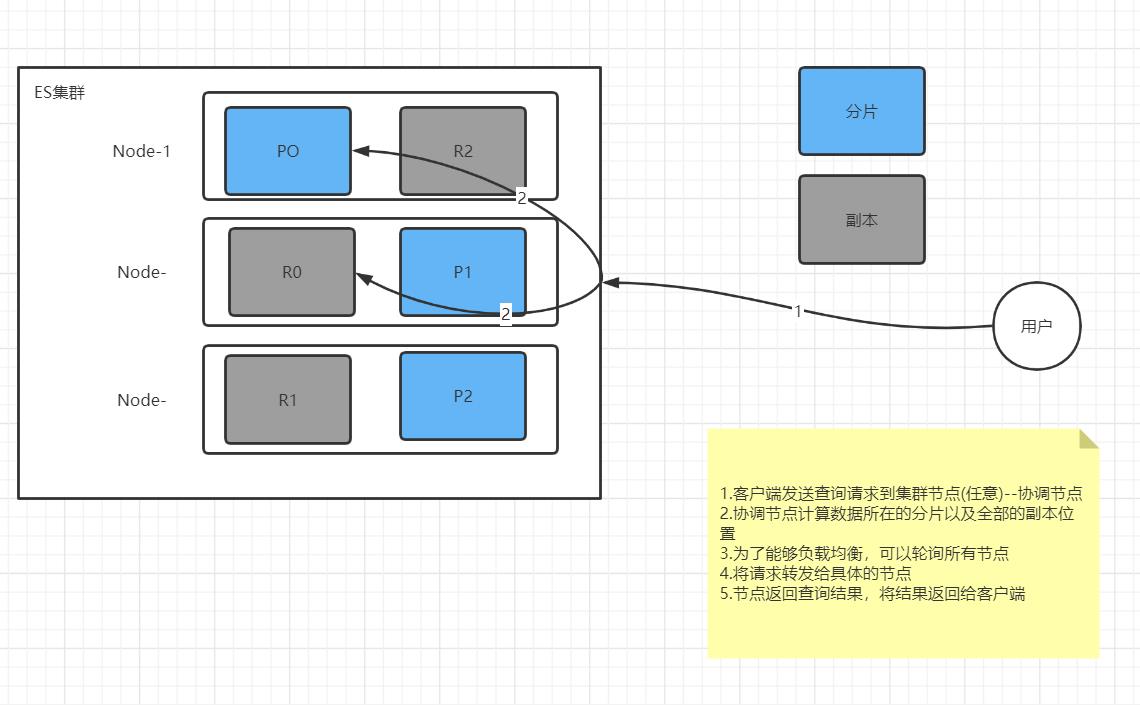 ES集群
Node-1
PO
R2
2
Node-
R0
P1
2
Node-
R1
P2
分片
副本
1
用户
1.客户端发送查询请求到集群节点(任意)--协调节点
2.协调节点计算数据所在的分片以及全部的副本位
置
3.为了能够负载均衡，可以轮询所有节点
4.将请求转发给具体的节点
5.节点返回查询结果，将结果返回给客户端